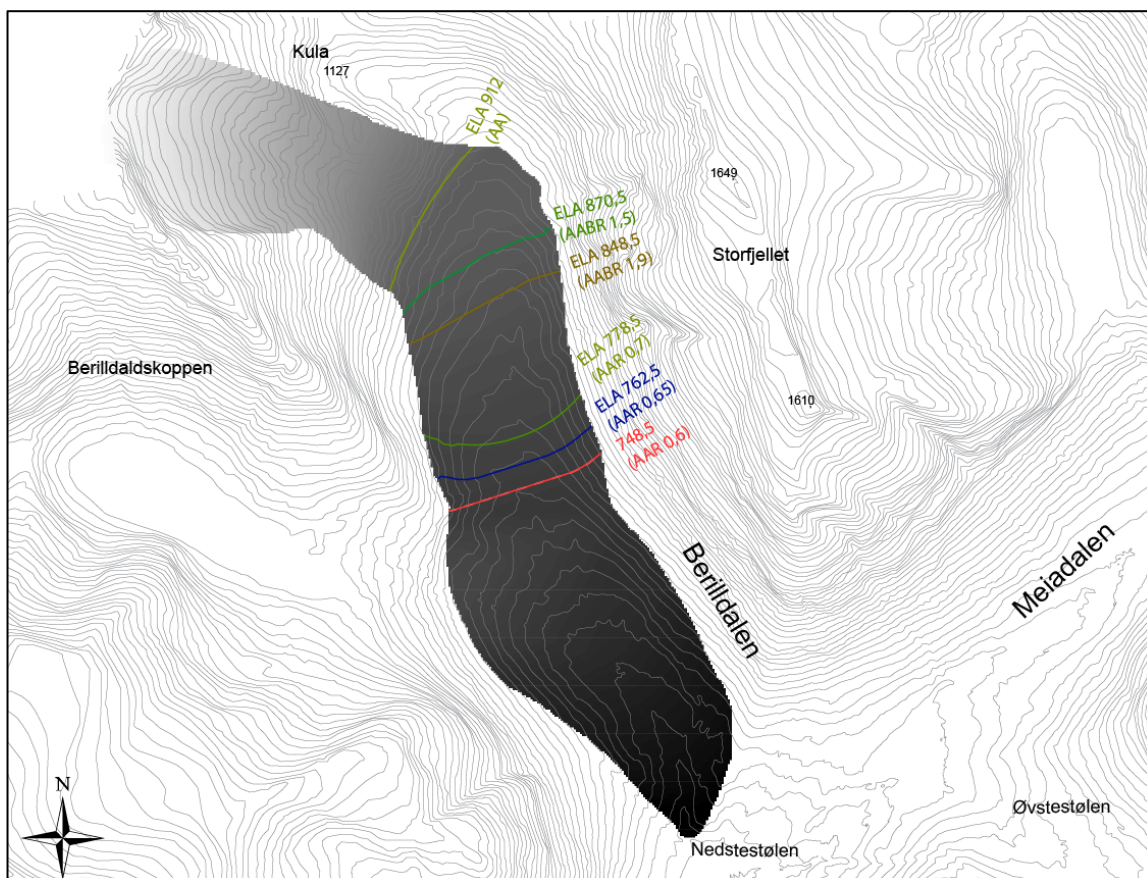 Kula
1127
ELA 912
(AA)
1649
ELA 870,5
(AABR 1,5)
ELA 848,5
(AABR 1,9)
Storfjellet
ELA 778,5
(AAR 0,7)
Berilldaldskoppen
ELA 762,5
(AAR 0,65)
1610
748,5
(AAR 0,6)
Berilldalen
Meiadalen
N
Øvstestølen
Nedstestølen